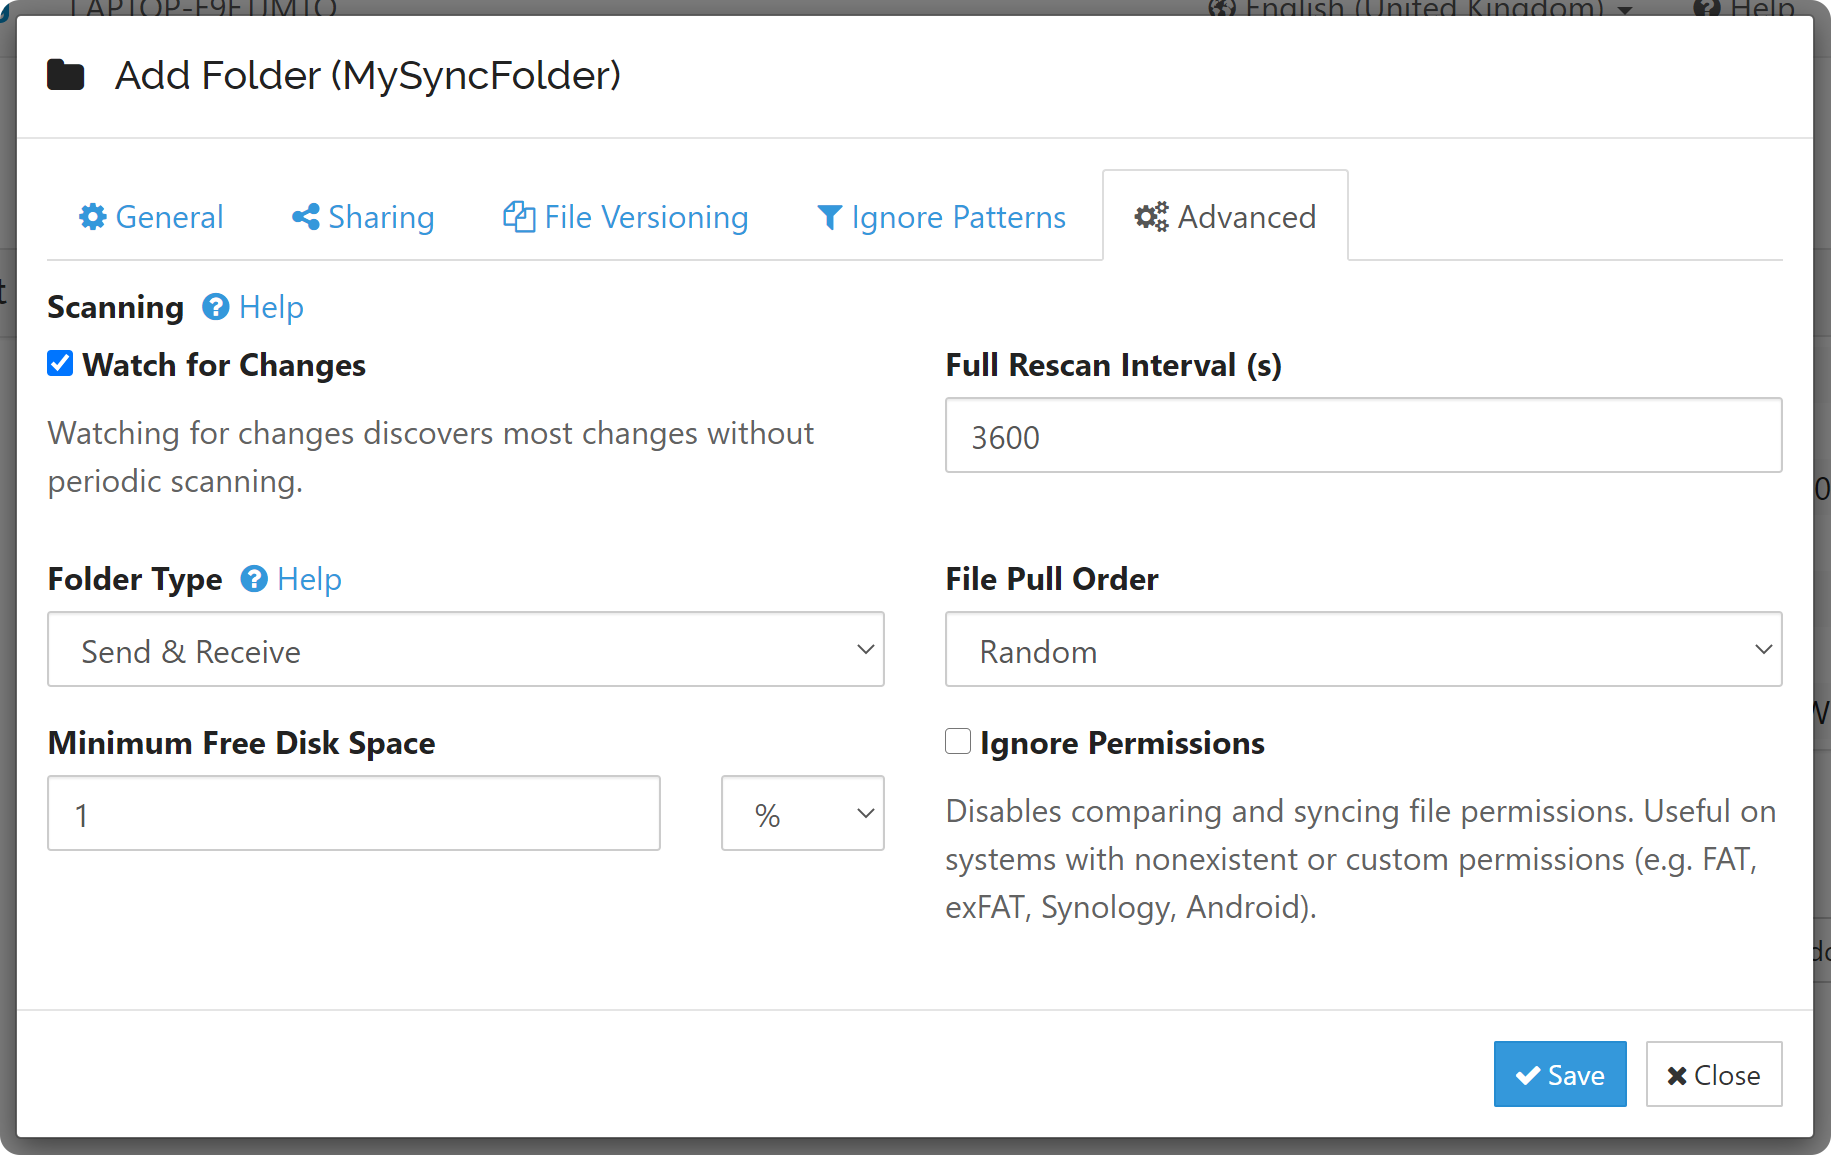 English (United Kingdom)
Help
Add Folder (MySyncFolder)
General
Sharing
File Versioning
Ignore Patterns
Advanced
Scanning
Help
Watch for Changes
Watching for changes discovers most changes without
periodic scanning.
Full Rescan Interval (s)
3600
Folder Type
Help
Send & Receive
File Pull Order
Random
Minimum Free Disk Space
1
%
Ignore Permissions
Disables comparing and syncing file permissions. Useful on
systems with nonexistent or custom permissions (e.g. FAT,
exFAT, Synology, Android).
Save
Close